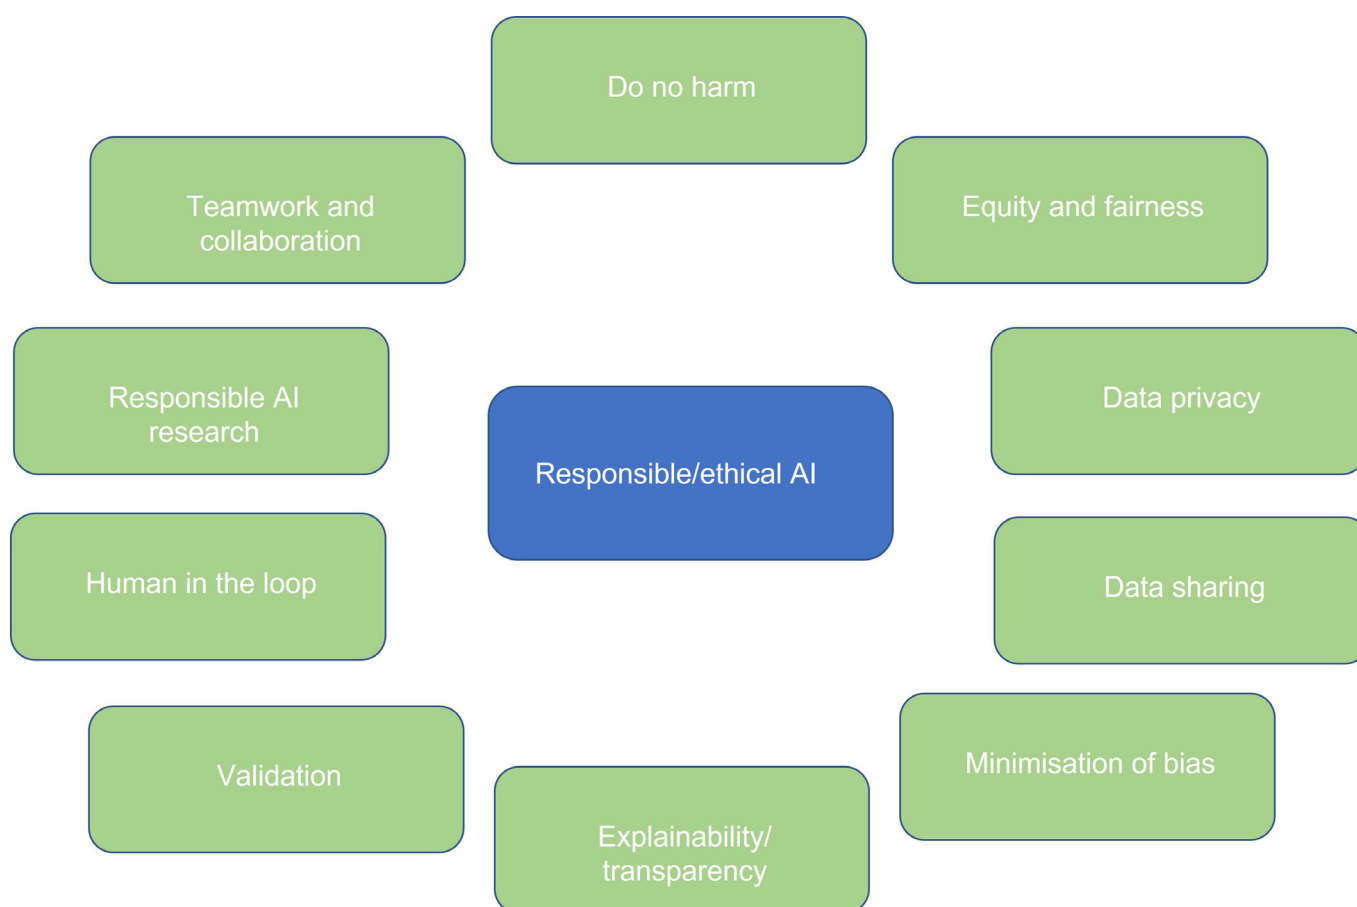 Do no harm
Teamwork and
collaboration
Equity and fairness
Responsible AI
research
Data privacy
Responsible/ethical AI
Human in the loop
Data sharing
Validation
Minimisation of bias
Explainability/
transparency